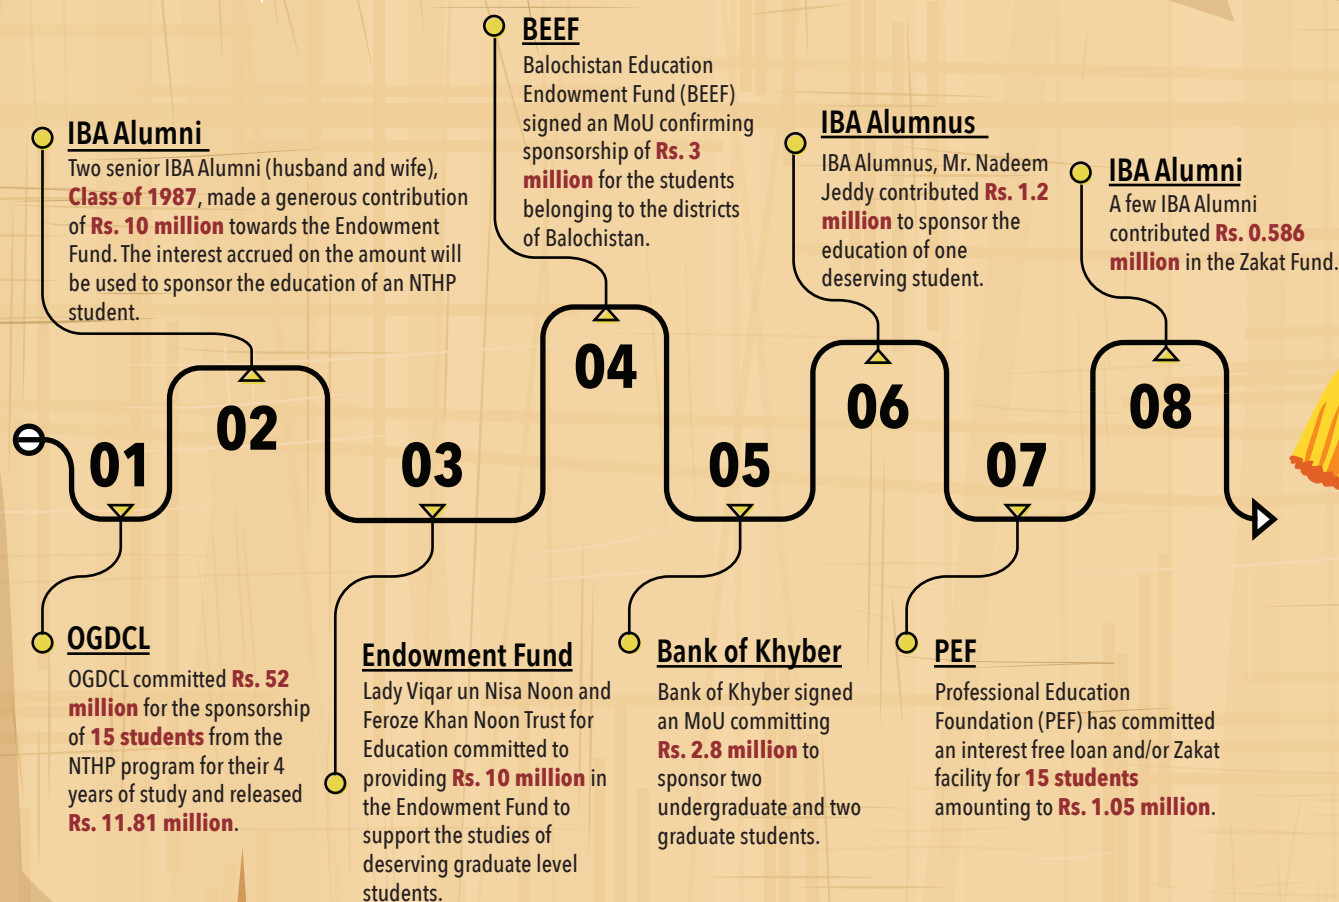 BEEF
Balochistan Education
Endowment Fund (BEEF)
signed an MoU confirming
sponsorship of Rs. 3
million for the students
belonging to the districts
of Balochistan.
IBA Alumni
Two senior IBA Alumni (husband and wife),
Class of 1987, made a generous contribution
of Rs. 10 million towards the Endowment
Fund. The interest accrued on the amount will
be used to sponsor the education of an NTHP
student.
IBA Alumnus
IBA Alumnus, Mr. Nadeem
Jeddy contributed Rs. 1.2
million to sponsor the
education of one
deserving student.
IBA Alumni
A few IBA Alumni
contributed Rs. 0.586
million in the Zakat Fund.
01
02
03
04
05
06
07
08
OGDCL
OGDCL committed Rs. 52
million for the sponsorship
of 15 students from the
NTHP program for their 4
years of study and released
Rs. 11.81 million.
Endowment Fund
Lady Viqar un Nisa Noon and
Feroze Khan Noon Trust for
Education committed to
providing Rs. 10 million in
the Endowment Fund to
support the studies of
deserving graduate level
students.
Bank of Khyber
Bank of Khyber signed
an MoU committing
Rs. 2.8 million to
sponsor two
undergraduate and two
graduate students.
PEF
Professional Education
Foundation (PEF) has committed
an interest free loan and/or Zakat
facility for 15 students
amounting to Rs. 1.05 million.